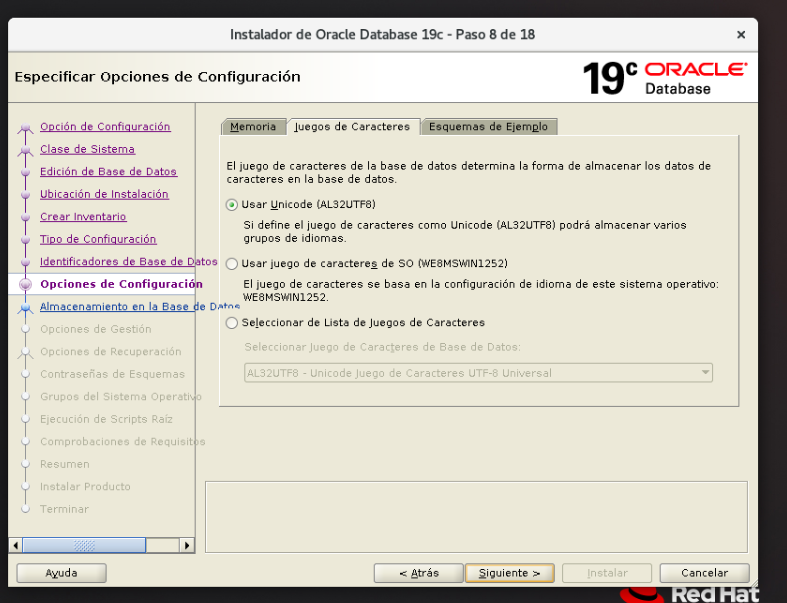 Instalador de Oracle Database 19c - Paso 8 de 18
×
Especificar Opciones de Configuración
19c ORACLE
Database
Opción de Configuración
Clase de Sistema
Edición de Base de Datos
Ubicación de Instalación
Crear Inventario
Tipo de Configuración
Identificadores de Base de Datos
Opciones de Configuración
Almacenamiento en la Base de Datos
Opciones de Gestión
Opciones de Recuperación
Contraseñas de Esquemas
Grupos del Sistema Operativo
Ejecución de Scripts Raíz
Comprobaciones de Requisitos
Resumen
Instalar Producto
Terminar
Memoria Juegos de Caracteres Esquemas de Ejemplo
El juego de caracteres de la base de datos determina la forma de almacenar los datos de
caracteres en la base de datos.
Usar Unicode (AL32UTF8)
Si define el juego de caracteres como Unicode (AL32UTF8) podrá almacenar varios
grupos de idiomas.
Usar juego de caracteres de SO (WE8MSWIN1252)
El juego de caracteres se basa en la configuración de idioma de este sistema operativo:
WE8MSWIN1252.
Seleccionar de Lista de Juegos de Caracteres
Seleccionar Juego de Caracteres de Base de Datos:
AL32UTF8 - Unicode Juego de Caracteres UTF-8 Universal
Ayuda < Atrás Siguiente > Instalar Cancelar
Red Hat